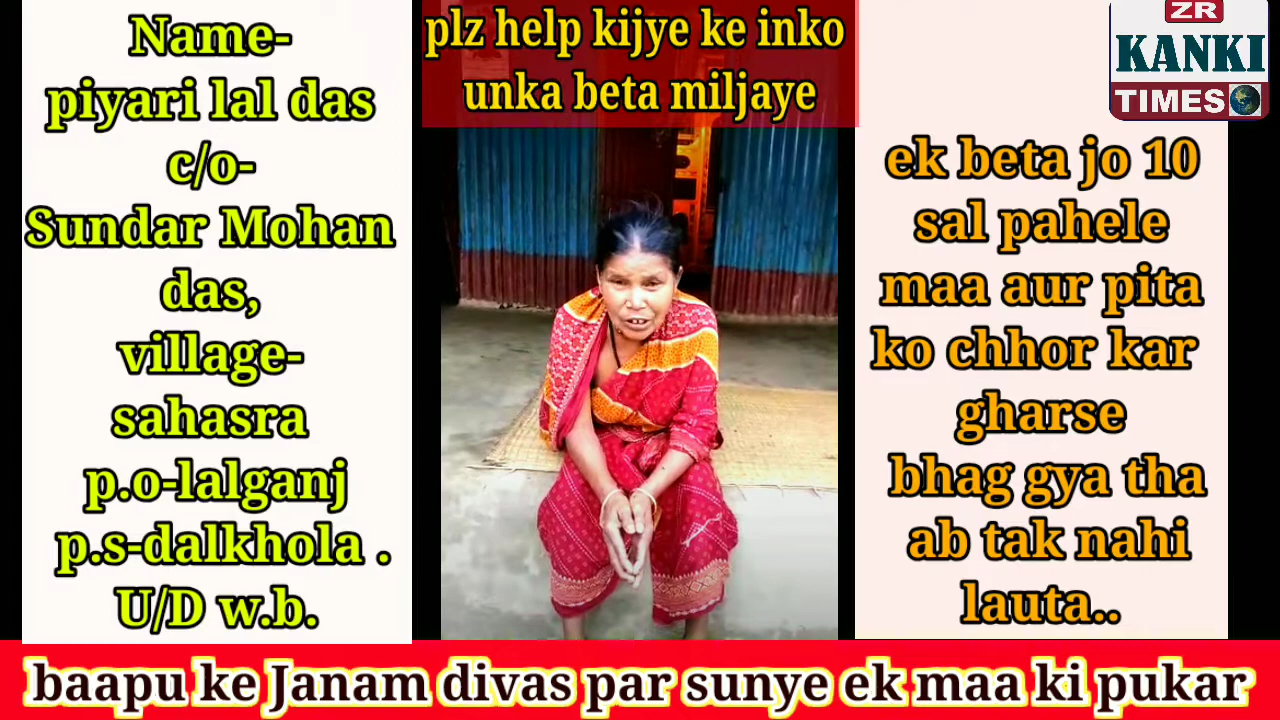 Name-
piyari lal das
c/o-
Sundar Mohan
das,
village-
sahasra
p.o-lalganj
p.s-dalkhola .
U/D w.b.
plz help kijye ke inko
unka beta miljaye
ZR
KANKI
TIMES
ek beta jo 10
sal pahele
maa aur pita
ko chhor kar
gharse
bhag gya tha
ab tak nahi
lauta..
baapu ke Janam divas par sunye ek maa ki pukar